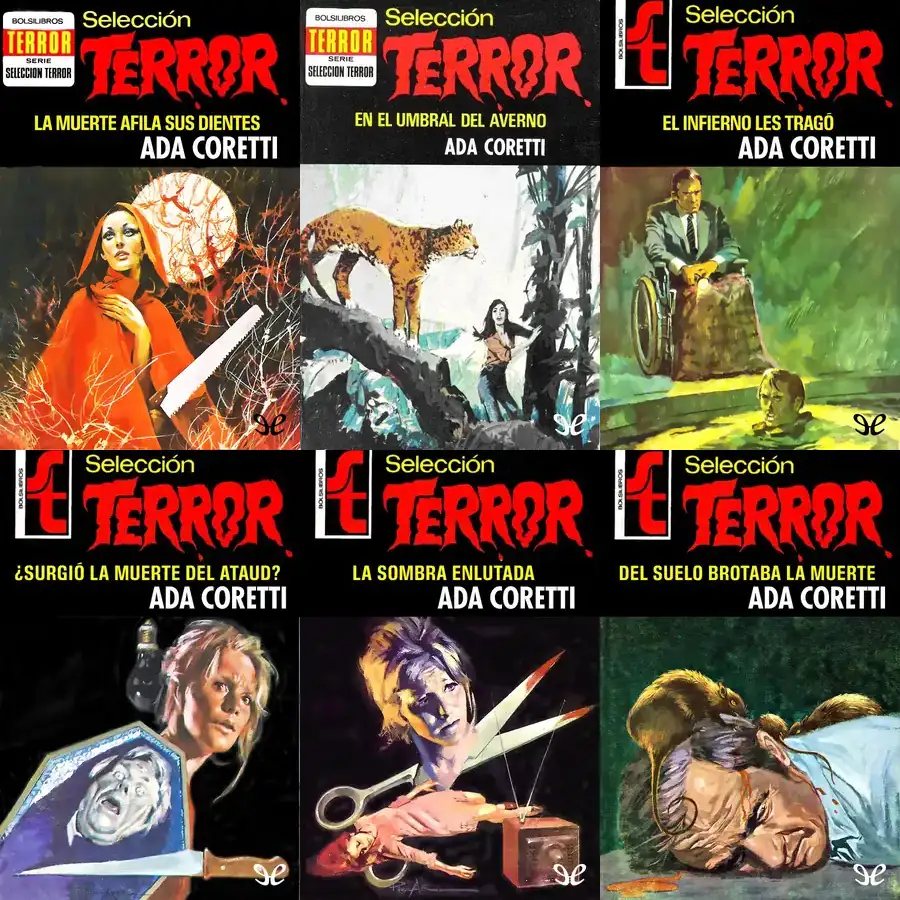 BOLSILIBROS
TERROR
SERIE
SELECCION TERROR
Selección
TERROR
LA MUERTE AFILA SUS DIENTES
ADA CORETTI
BOLSILIBROS
TERROR
SERIE
SELECCION TERROR
Selección
TERROR
EN EL UMBRAL DEL AVERNO
ADA CORETTI
BOLSILIBROS
Selección
TERROR
EL INFIERNO LES TRAGÓ
ADA CORETTI
BOLSILIBROS
Selección
TERROR
¿SURGIÓ LA MUERTE DEL ATAUD?
ADA CORETTI
BOLSILIBROS
Selección
TERROR
LA SOMBRA ENLUTADA
ADA CORETTI
BOLSILIBROS
Selección
TERROR
DEL SUELO BROTABA LA MUERTE
ADA CORETTI